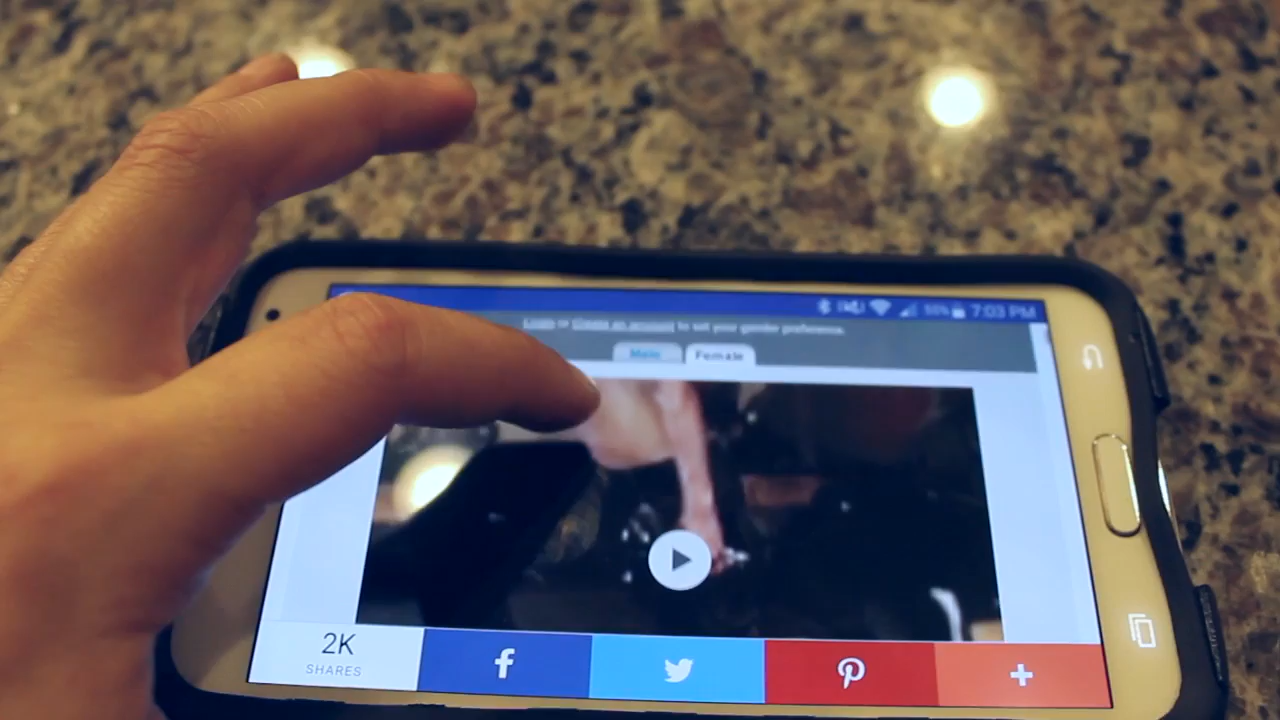 7:03 PM
Login or Create an account to set your gender preference.
Male Female
2K
SHARES